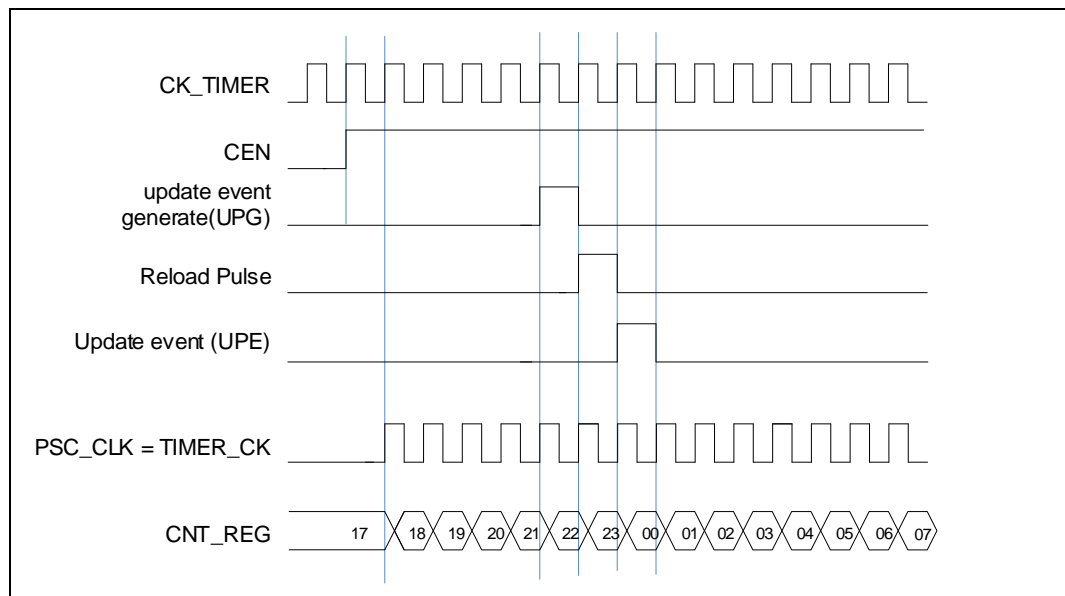 CK_TIMER
CEN
update event
generate(UPG)
Reload Pulse
Update event (UPE)
PSC_CLK = TIMER_CK
CNT_REG 17 18 19 20 21 22 23 00 01 02 03 04 05 06 07